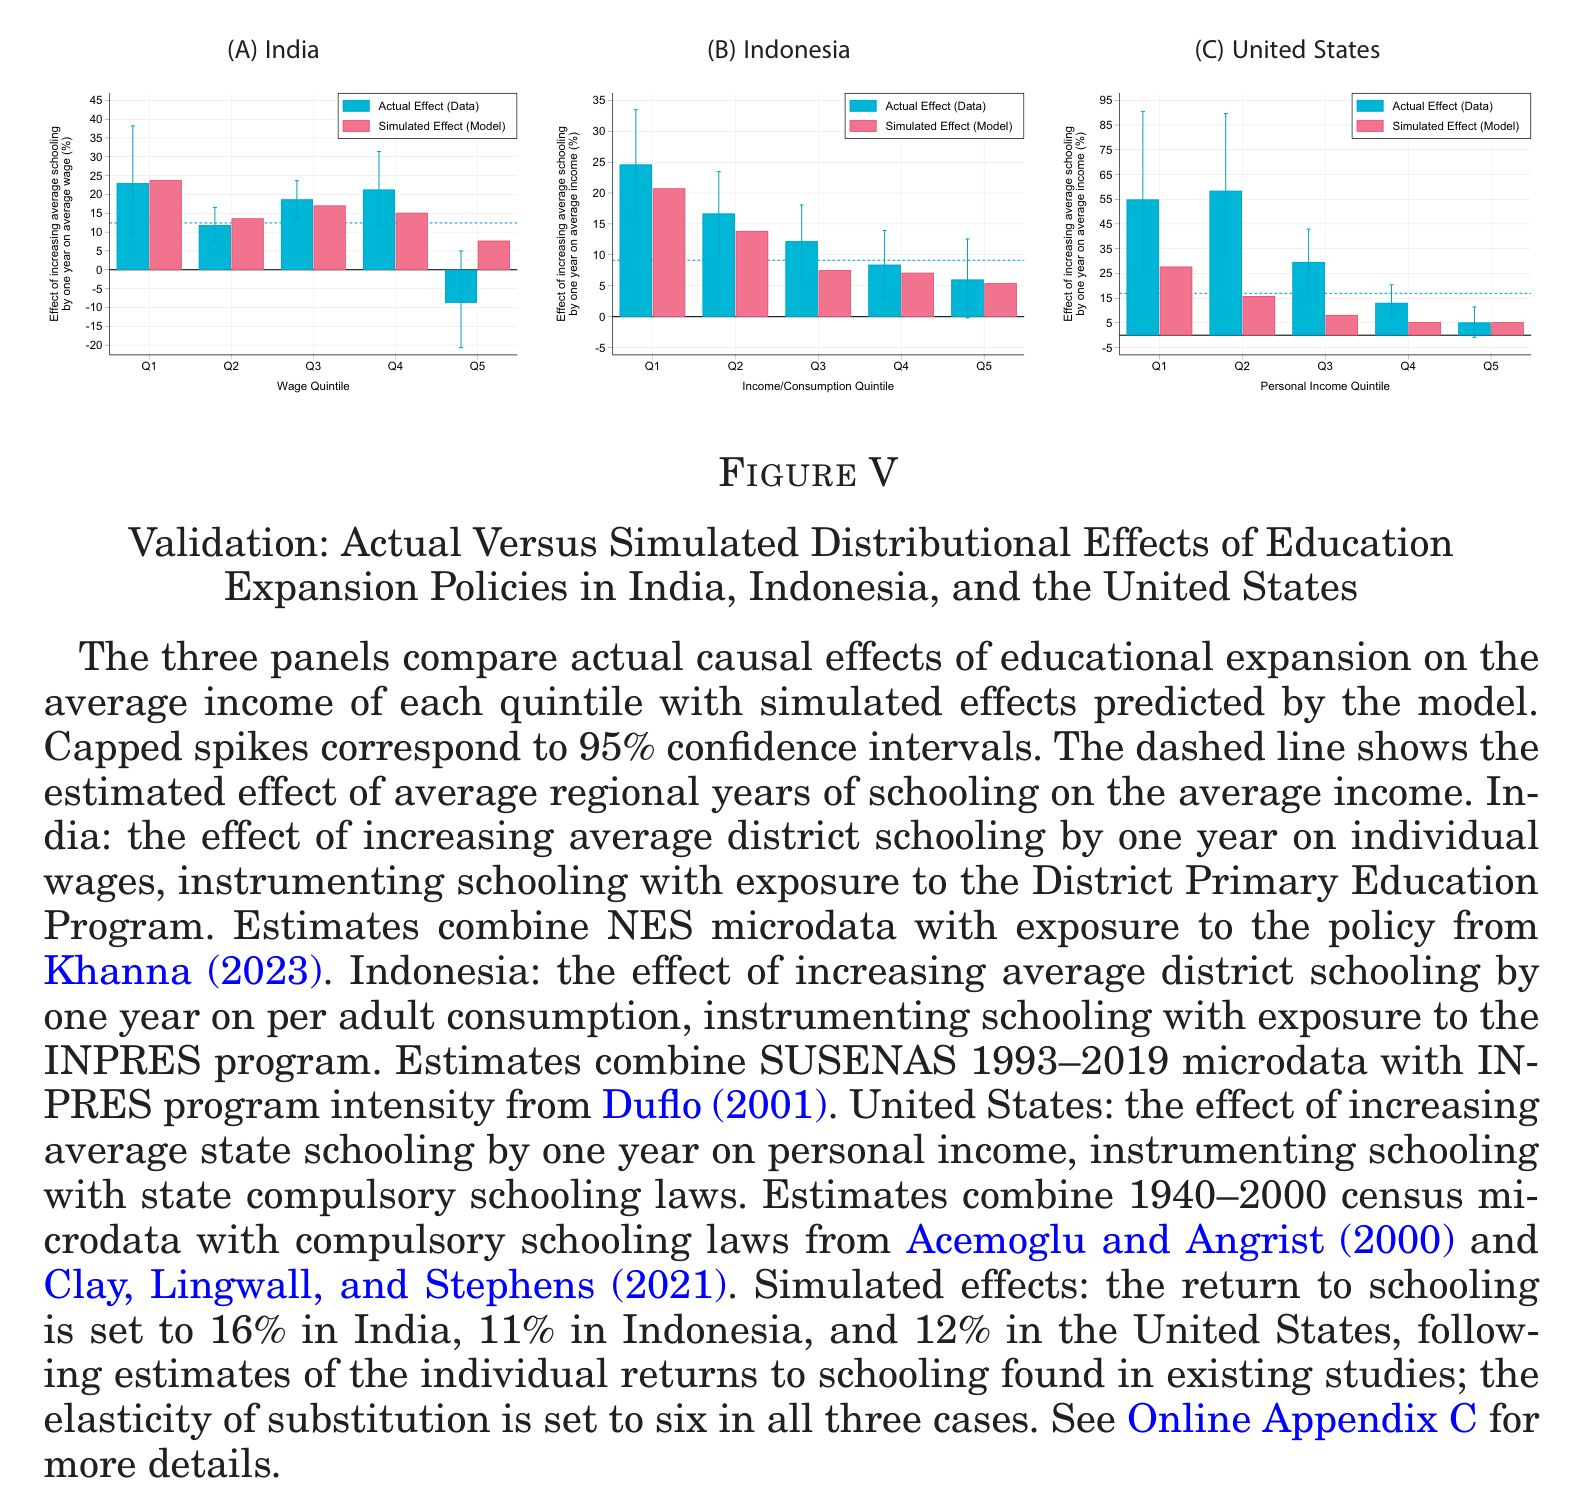 (A) India
(B) Indonesia
(C) United States
Effect of increasing average schooling
by one year on average wage (%)
45
40
35
30
25
20
15
10
5
0
-5
-10
-15
-20
Actual Effect (Data)
Simulated Effect (Model)
Q1
Q2
Q3
Q4
Q5
Wage Quintile
Effect of increasing average schooling
by one year on average income (%)
35
30
25
20
15
10
5
0
-5
Actual Effect (Data)
Simulated Effect (Model)
Q1
Q2
Q3
Q4
Q5
Income/Consumption Quintile
Effect of increasing average schooling
by one year on average income (%)
95
85
75
65
55
45
35
25
15
5
-5
Actual Effect (Data)
Simulated Effect (Model)
Q1
Q2
Q3
Q4
Q5
Personal Income Quintile
FIGURE V
Validation: Actual Versus Simulated Distributional Effects of Education
Expansion Policies in India, Indonesia, and the United States
The three panels compare actual causal effects of educational expansion on the
average income of each quintile with simulated effects predicted by the model.
Capped spikes correspond to 95% confidence intervals. The dashed line shows the
estimated effect of average regional years of schooling on the average income. In-
dia: the effect of increasing average district schooling by one year on individual
wages, instrumenting schooling with exposure to the District Primary Education
Program. Estimates combine NES microdata with exposure to the policy from
Khanna (2023). Indonesia: the effect of increasing average district schooling by
one year on per adult consumption, instrumenting schooling with exposure to the
INPRES program. Estimates combine SUSENAS 1993–2019 microdata with IN-
PRES program intensity from Duflo (2001). United States: the effect of increasing
average state schooling by one year on personal income, instrumenting schooling
with state compulsory schooling laws. Estimates combine 1940–2000 census mi-
crodata with compulsory schooling laws from Acemoglu and Angrist (2000) and
Clay, Lingwall, and Stephens (2021). Simulated effects: the return to schooling
is set to 16% in India, 11% in Indonesia, and 12% in the United States, follow-
ing estimates of the individual returns to schooling found in existing studies; the
elasticity of substitution is set to six in all three cases. See Online Appendix C for
more details.